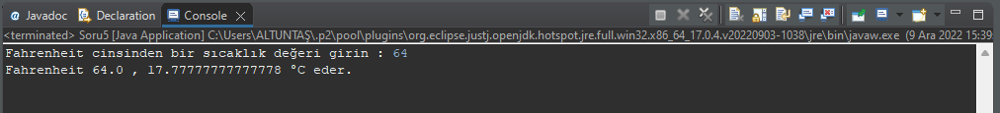 @ Javadoc Declaration Console
<terminated> Soru5 [Java Application] C:\Users\ALTUNTAŞ\.p2\pool\plugins\org.eclipse.justj.openjdk.hotspot.jre.full.win32.x86_64_17.0.4.v20220903-1038\jre\bin\javaw.exe (9 Ara 2022 15:39
Fahrenheit cinsinden bir sıcaklık değeri girin : 64
Fahrenheit 64.0 , 17.77777777777778 °C eder.